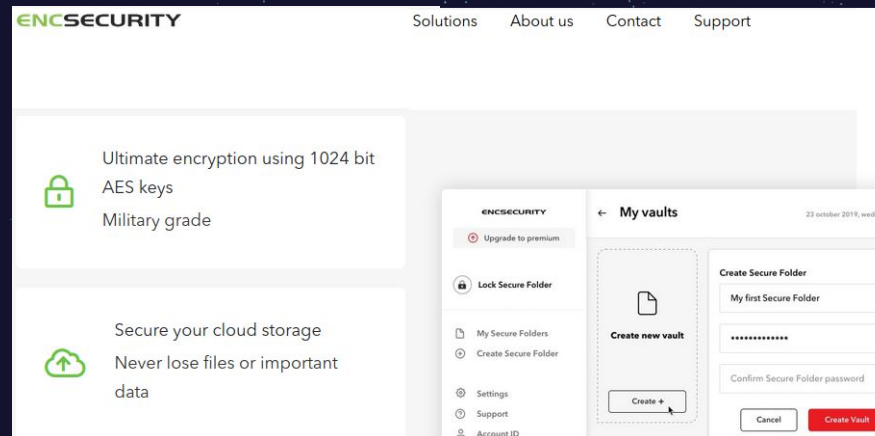 ENCSECURITY
Solutions About us Contact Support
Ultimate encryption using 1024 bit
AES keys
Military grade
Secure your cloud storage
Never lose files or important
data
ENCSECURITY
Upgrade to premium
Lock Secure Folder
My Secure Folders
Create Secure Folder
Settings
Support
Account ID
← My vaults
23 october 2019, wed
Create new vault
Create +
Create Secure Folder
My first Secure Folder
•••••••••••••
Confirm Secure Folder password
Cancel
Create Vault